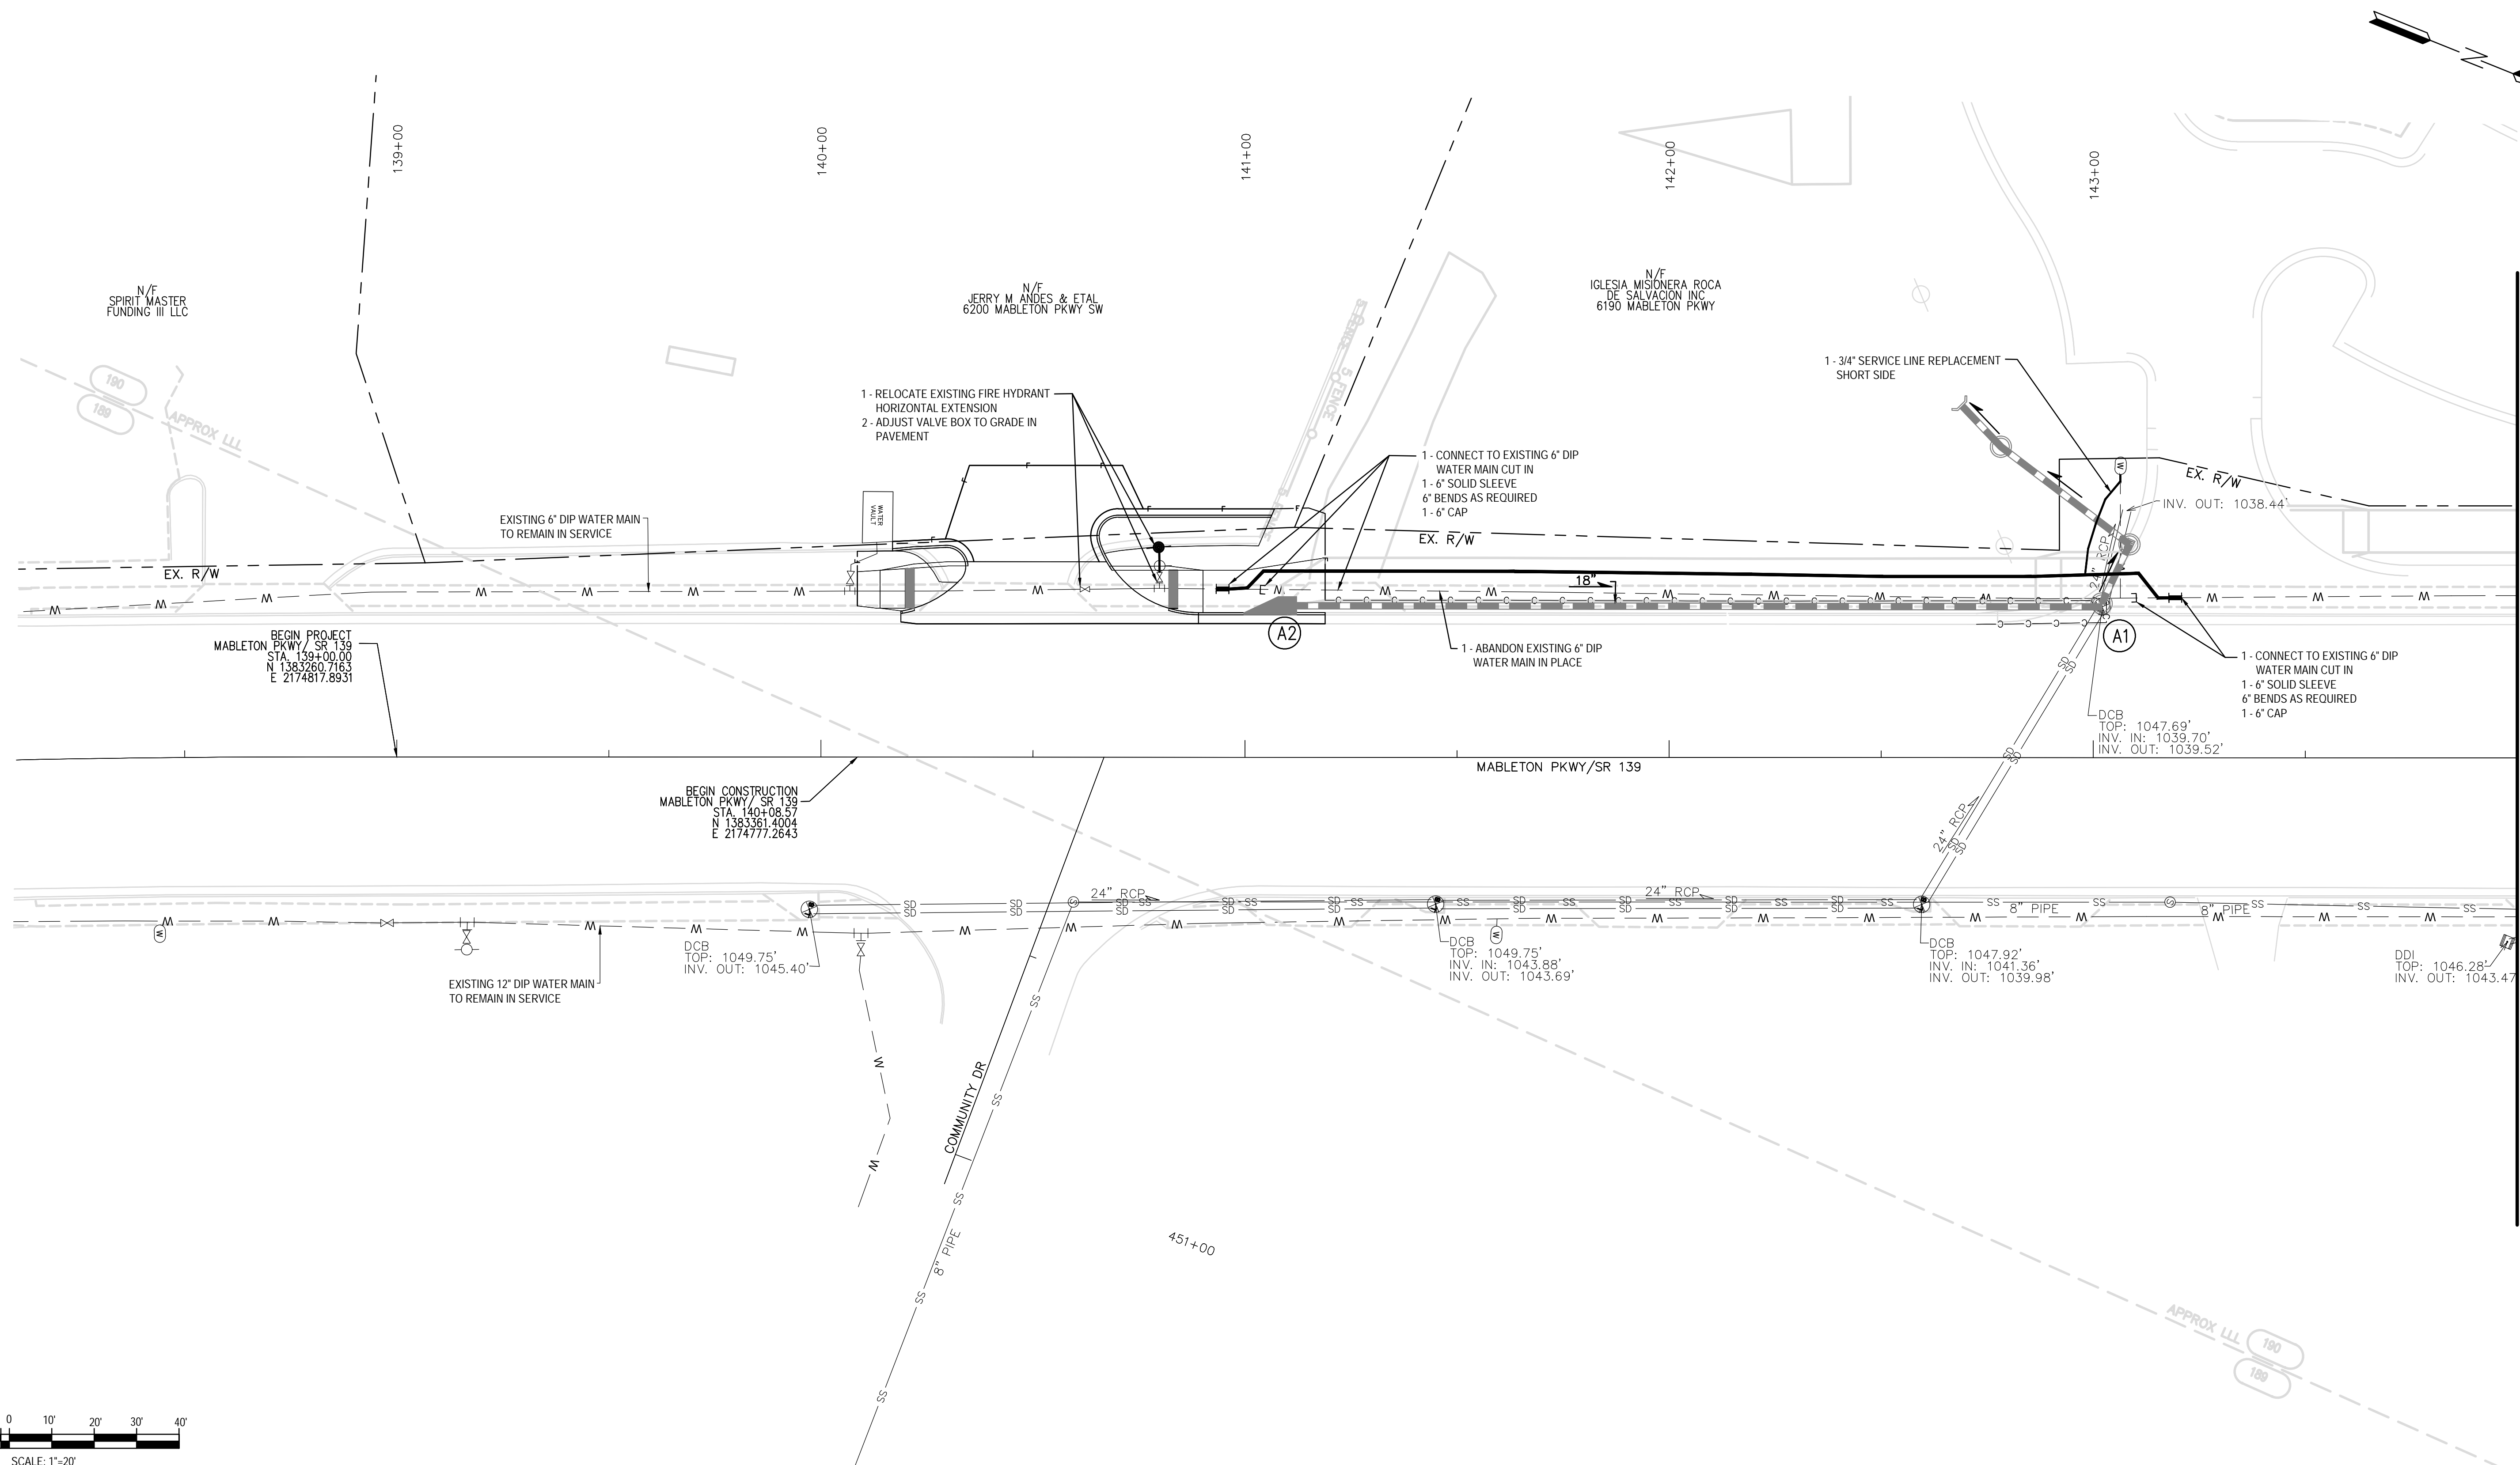 N
139+00
140+00
141+00
142+00
143+00
N/F
SPIRIT MASTER
FUNDING III LLC
N/F
JERRY M ANDES & ETAL
6200 MABLETON PKWY SW
N/F
IGLESIA MISIONERA ROCA
DE SALVACION INC
6190 MABLETON PKWY
190
189
APPROX LLL
5' FENCE
5' FENCE
1 - RELOCATE EXISTING FIRE HYDRANT
HORIZONTAL EXTENSION
2 - ADJUST VALVE BOX TO GRADE IN
PAVEMENT
1 - CONNECT TO EXISTING 6" DIP
WATER MAIN CUT IN
1 - 6" SOLID SLEEVE
6" BENDS AS REQUIRED
1 - 6" CAP
1 - 3/4" SERVICE LINE REPLACEMENT
SHORT SIDE
EX. R/W
INV. OUT: 1038.44'
24" RCP
WATER
VAULT
EXISTING 6" DIP WATER MAIN
TO REMAIN IN SERVICE
EX. R/W
EX. R/W
18"
A2
A1
1 - ABANDON EXISTING 6" DIP
WATER MAIN IN PLACE
1 - CONNECT TO EXISTING 6" DIP
WATER MAIN CUT IN
1 - 6" SOLID SLEEVE
6" BENDS AS REQUIRED
1 - 6" CAP
BEGIN PROJECT
MABLETON PKWY/ SR 139
STA. 139+00.00
N 1383260.7163
E 2174817.8931
DCB
TOP: 1047.69'
INV. IN: 1039.70'
INV. OUT: 1039.52'
MABLETON PKWY/SR 139
BEGIN CONSTRUCTION
MABLETON PKWY/ SR 139
STA. 140+08.57
N 1383361.4004
E 2174777.2643
24" RCP
24" RCP
24" RCP
8" PIPE
8" PIPE
DCB
TOP: 1049.75'
INV. OUT: 1045.40'
DCB
TOP: 1049.75'
INV. IN: 1043.88'
INV. OUT: 1043.69'
DCB
TOP: 1047.92'
INV. IN: 1041.36'
INV. OUT: 1039.98'
DDI
TOP: 1046.28'
INV. OUT: 1043.47
EXISTING 12" DIP WATER MAIN
TO REMAIN IN SERVICE
COMMUNITY DR
8" PIPE
451+00
APPROX LLL
190
189
0 10' 20' 30' 40'
SCALE: 1"=20'